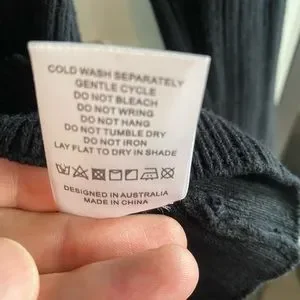 COLD WASH SEPARATELY
GENTLE CYCLE
DO NOT BLEACH
DO NOT WRING
DO NOT HANG
DO NOT TUMBLE DRY
DO NOT IRON
LAY FLAT TO DRY IN SHADE
DESIGNED IN AUSTRALIA
MADE IN CHINA